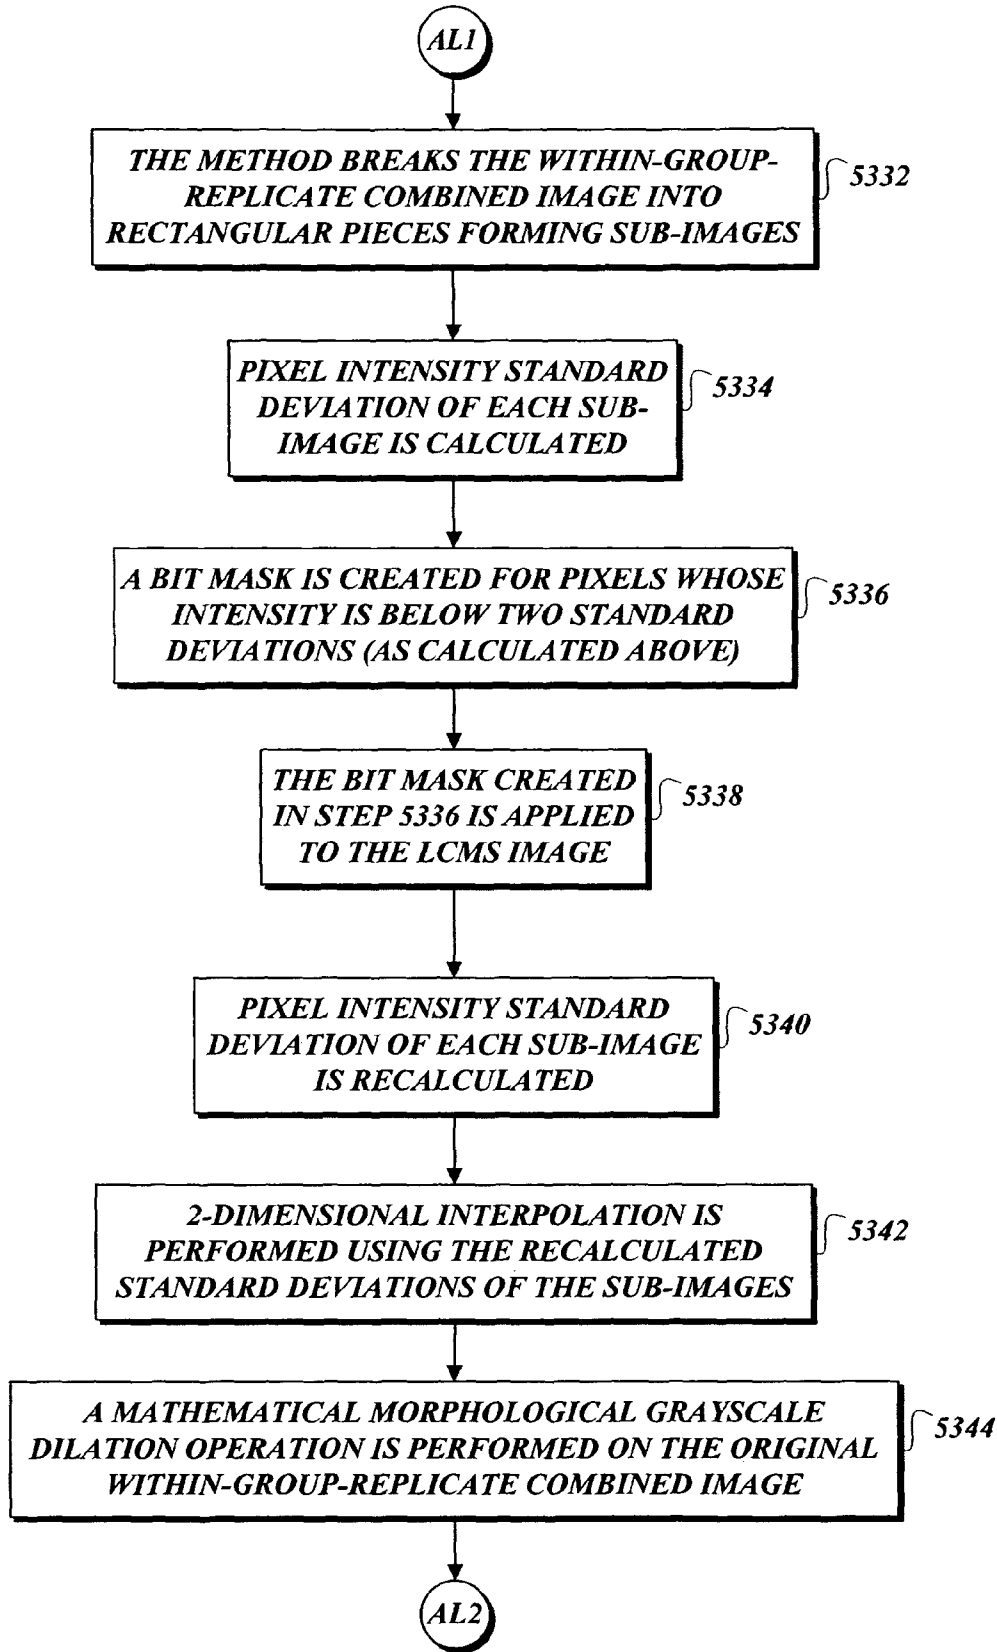 AL1
THE METHOD BREAKS THE WITHIN-GROUP-
REPLICATE COMBINED IMAGE INTO
RECTANGULAR PIECES FORMING SUB-IMAGES
5332
PIXEL INTENSITY STANDARD
DEVIATION OF EACH SUB-
IMAGE IS CALCULATED
5334
A BIT MASK IS CREATED FOR PIXELS WHOSE
INTENSITY IS BELOW TWO STANDARD
DEVIATIONS (AS CALCULATED ABOVE)
5336
THE BIT MASK CREATED
IN STEP 5336 IS APPLIED
TO THE LCMS IMAGE
5338
PIXEL INTENSITY STANDARD
DEVIATION OF EACH SUB-IMAGE
IS RECALCULATED
5340
2-DIMENSIONAL INTERPOLATION IS
PERFORMED USING THE RECALCULATED
STANDARD DEVIATIONS OF THE SUB-IMAGES
5342
A MATHEMATICAL MORPHOLOGICAL GRAYSCALE
DILATION OPERATION IS PERFORMED ON THE ORIGINAL
WITHIN-GROUP-REPLICATE COMBINED IMAGE
5344
AL2